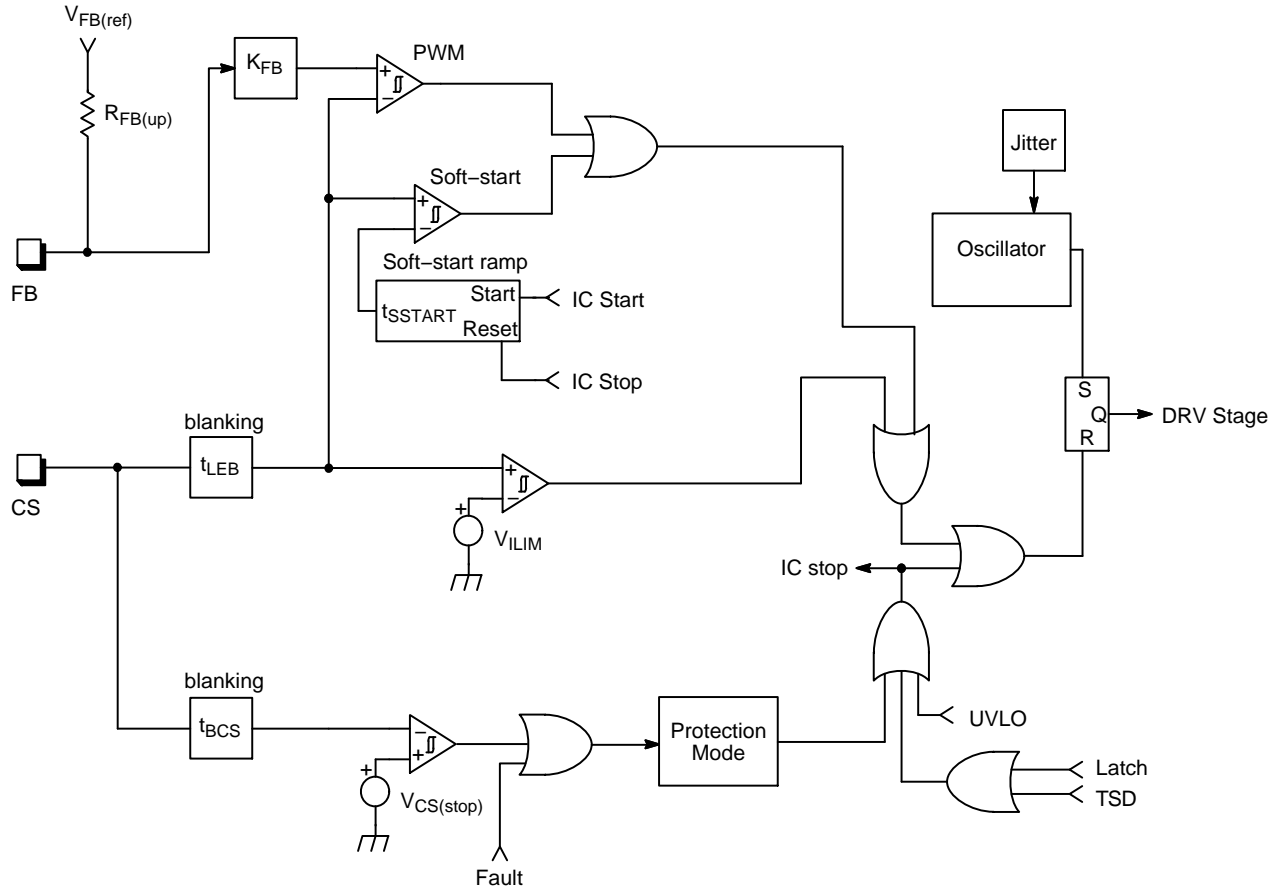 VFB(ref)
RFB(up)
FB
KFB
PWM
+
−
Soft−start
+
−
Soft−start ramp
tSSTART
Start
Reset
IC Start
IC Stop
Jitter
Oscillator
S
Q
R
DRV Stage
blanking
tLEB
CS
+
−
+
VILIM
IC stop
blanking
tBCS
−
+
+
VCS(stop)
Fault
Protection
Mode
UVLO
Latch
TSD